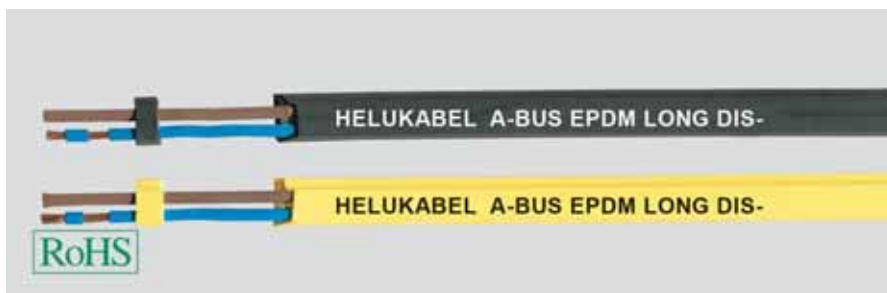 HELUKABEL A-BUS EPDM LONG DIS-
HELUKABEL A-BUS EPDM LONG DIS-
RoHS